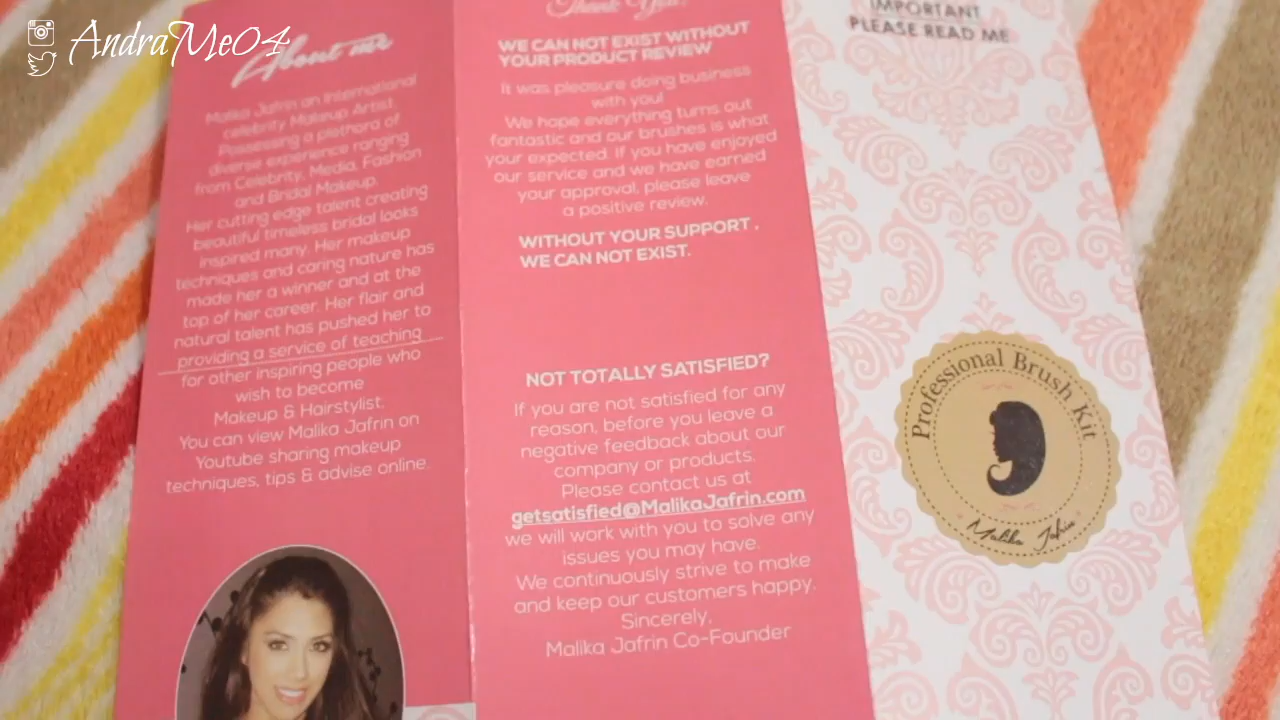 AndraMe04
About me
Malika Jafrin an International
celebrity Makeup Artist.
Possessing a plethora of
diverse experience ranging
from Celebrity, Media, Fashion
and Bridal Makeup.
Her cutting edge talent creating
beautiful timeless bridal looks
inspired many. Her makeup
techniques and caring nature has
made her a winner and at the
top of her career. Her flair and
natural talent has pushed her to
providing a service of teaching
for other inspiring people who
wish to become
Makeup & Hairstylist.
You can view Malika Jafrin on
Youtube sharing makeup
techniques, tips & advise online.
Thank You!
WE CAN NOT EXIST WITHOUT
YOUR PRODUCT REVIEW
It was pleasure doing business
with you!
We hope everything turns out
fantastic and our brushes is what
your expected. If you have enjoyed
our service and we have earned
your approval, please leave
a positive review.
WITHOUT YOUR SUPPORT ,
WE CAN NOT EXIST.
NOT TOTALLY SATISFIED?
If you are not satisfied for any
reason, before you leave a
negative feedback about our
company or products.
Please contact us at
getsatisfied@MalikaJafrin.com
we will work with you to solve any
issues you may have.
We continuously strive to make
and keep our customers happy.
Sincerely,
Malika Jafrin Co-Founder
IMPORTANT
PLEASE READ ME
Professional Brush Kit
Malika Jafrin